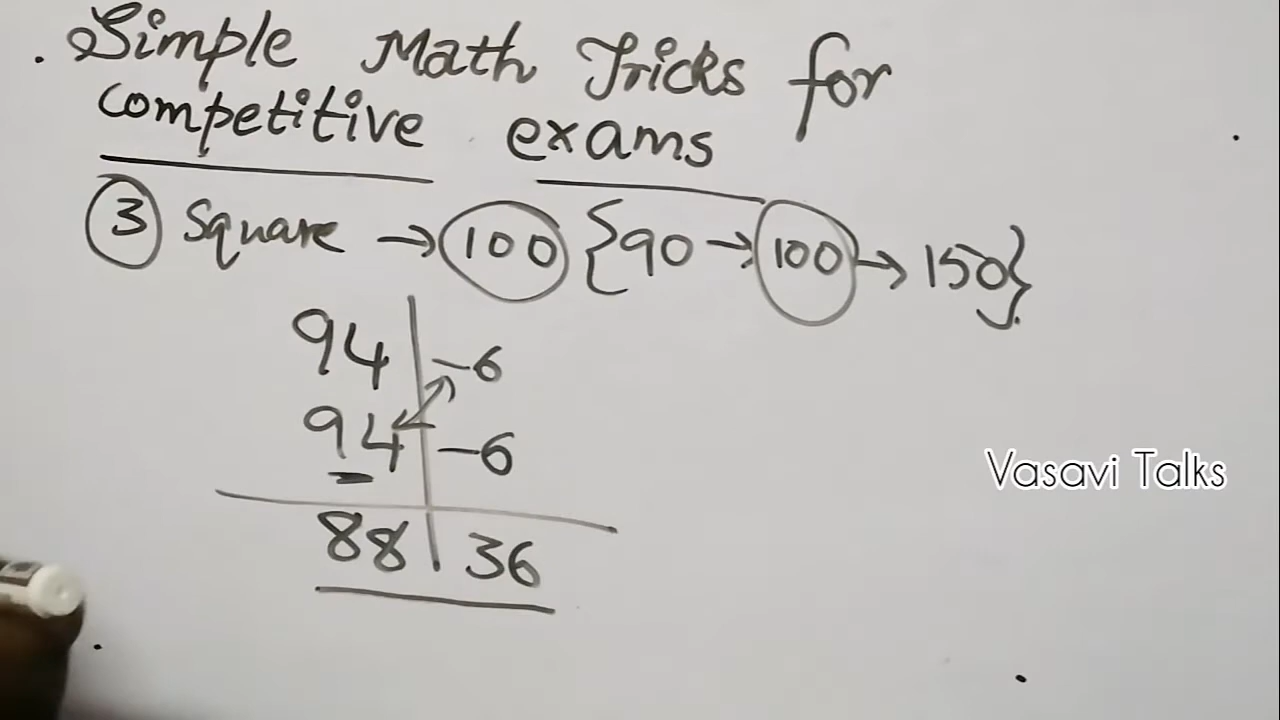 Simple Math Tricks for
competitive exams
3 Square → 100 {90 → 100 → 150}
94 | -6
94 | -6
Vasavi Talks
88 | 36